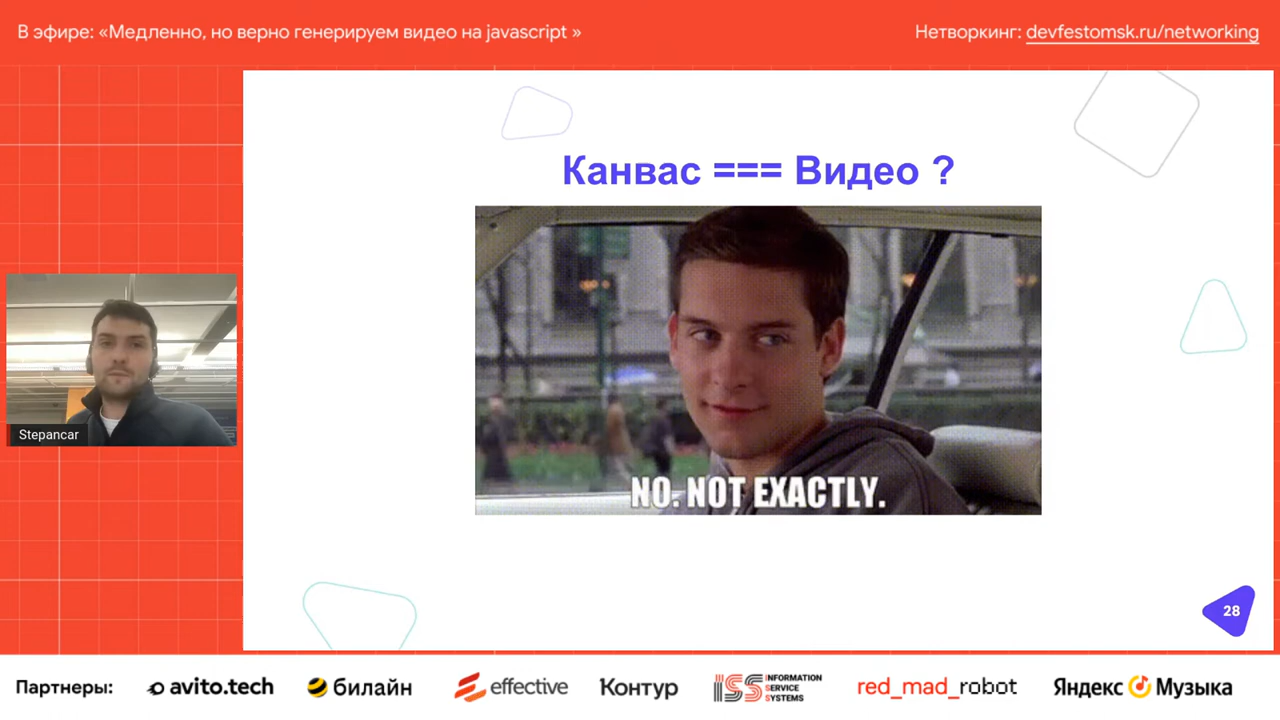 В эфире: «Медленно, но верно генерируем видео на javascript »
Нетворкинг: devfestomsk.ru/networking
Канвас === Видео ?
NO. NOT EXACTLY.
Stepancar
28
Партнеры:
avito.tech
билайн
effective
Контур
ISS INFORMATION
SERVICE
SYSTEMS
red_mad_robot
Яндекс Музыка